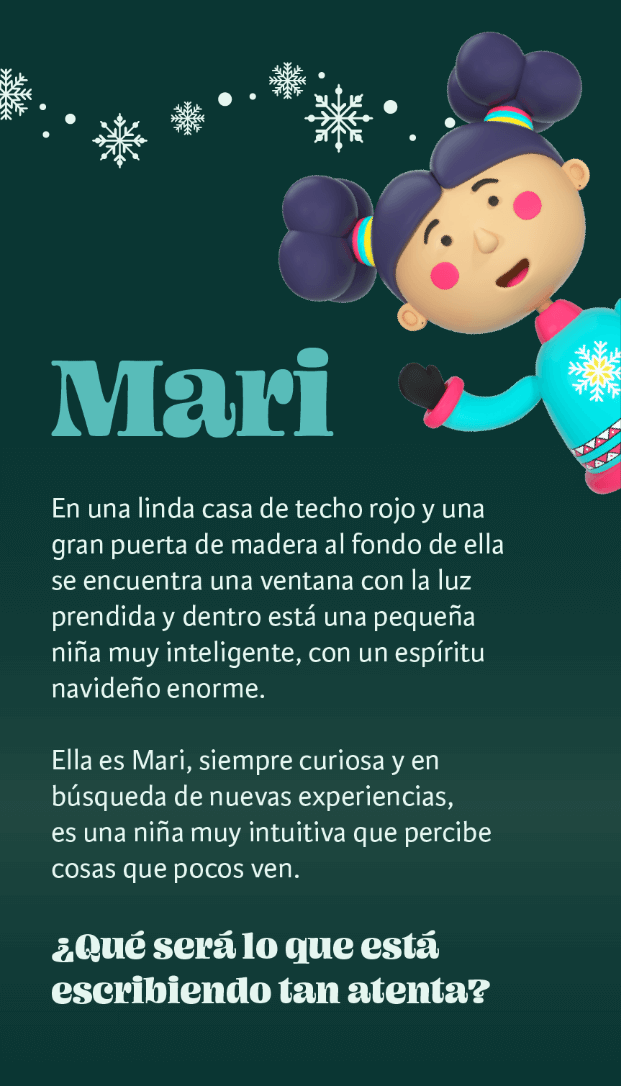 Mari
En una linda casa de techo rojo y una
gran puerta de madera al fondo de ella
se encuentra una ventana con la luz
prendida y dentro está una pequeña
niña muy inteligente, con un espíritu
navideño enorme.
Ella es Mari, siempre curiosa y en
búsqueda de nuevas experiencias,
es una niña muy intuitiva que percibe
cosas que pocos ven.
¿Qué será lo que está
escribiendo tan atenta?